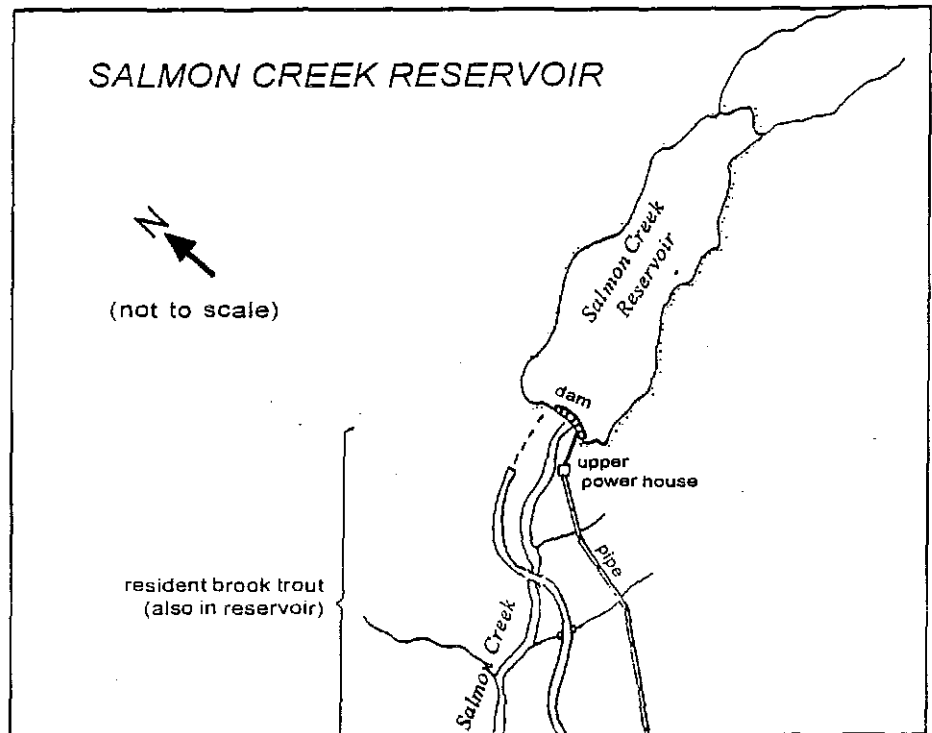 SALMON CREEK RESERVOIR
N
(not to scale)
Salmon Creek
Reservoir
dam
upper
power house
pipe
resident brook trout
(also in reservoir)
Salmon Creek